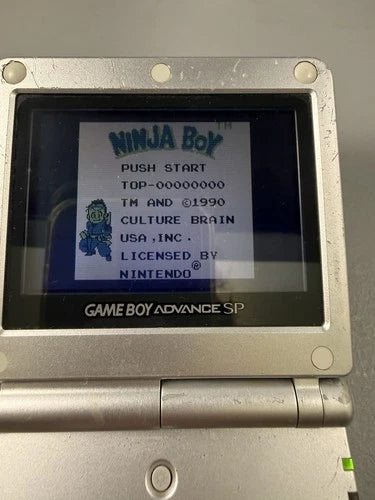 NINJA BOY TM
PUSH START
TOP-00000000
TM AND ©1990
CULTURE BRAIN
USA ,INC.
LICENSED BY
NINTENDO®
GAME BOY ADVANCE SP